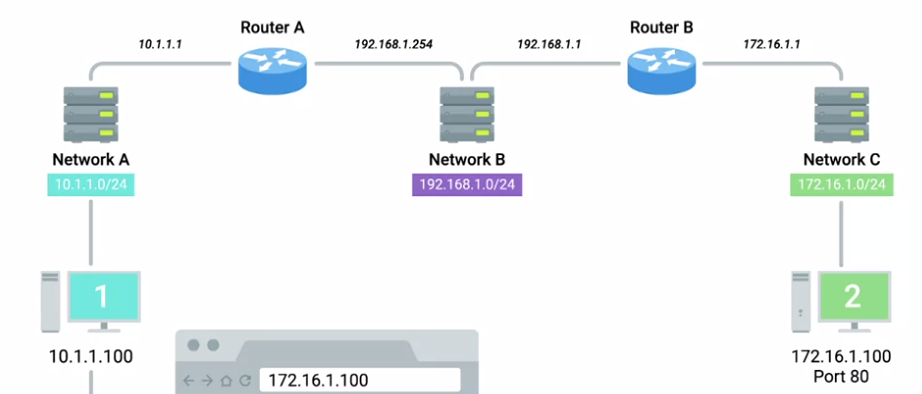 Router A
Router B
10.1.1.1
192.168.1.254
192.168.1.1
172.16.1.1
Network A
Network B
Network C
10.1.1.0/24
192.168.1.0/24
172.16.1.0/24
1
2
10.1.1.100
172.16.1.100
Port 80
172.16.1.100